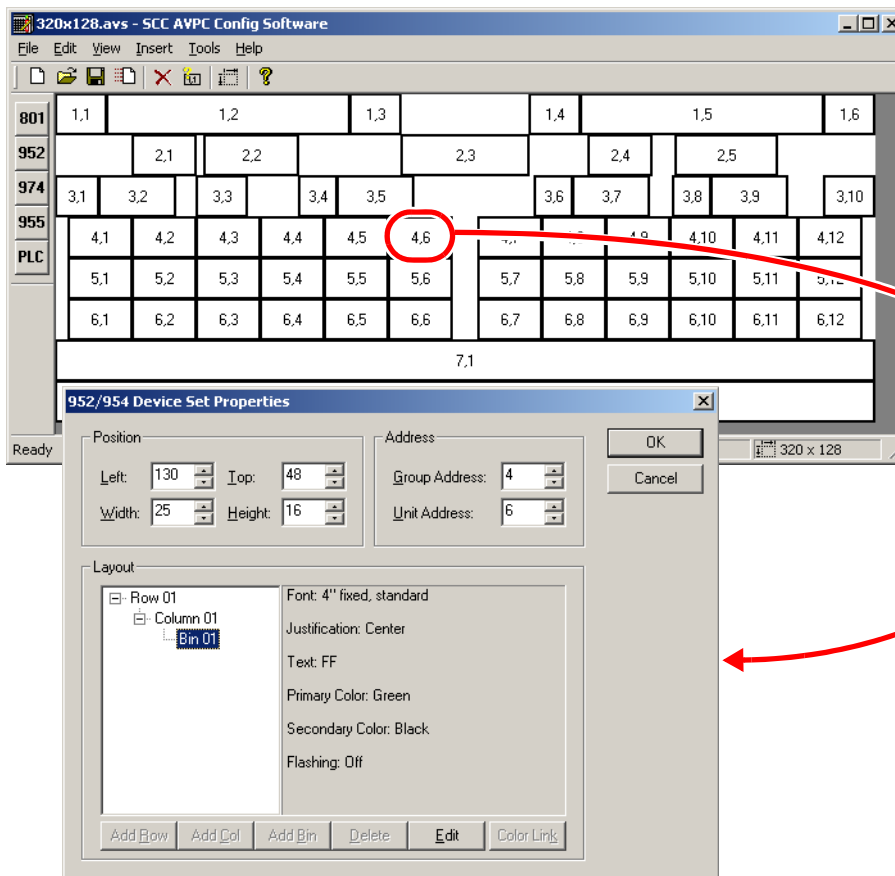 320x128.avs - SCC AVPC Config Software
File Edit View Insert Tools Help
801 1,1 1,2 1,3 1,4 1,5 1,6
952 2,1 2,2 2,3 2,4 2,5
974 3,1 3,2 3,3 3,4 3,5 3,6 3,7 3,8 3,9 3,10
955 4,1 4,2 4,3 4,4 4,5 4,6 4,9 4,10 4,11 4,12
PLC 5,1 5,2 5,3 5,4 5,5 5,6 5,7 5,8 5,9 5,10 5,11 5,12
6,1 6,2 6,3 6,4 6,5 6,6 6,7 6,8 6,9 6,10 6,11 6,12
7,1
Ready 320 x 128
952/954 Device Set Properties
Position Address OK
Left: 130 Top: 48 Group Address: 4 Cancel
Width: 25 Height: 16 Unit Address: 6
Layout
Row 01
Column 01
Bin 01
Font: 4" fixed, standard
Justification: Center
Text: FF
Primary Color: Green
Secondary Color: Black
Flashing: Off
Add Row Add Col Add Bin Delete Edit Color Link